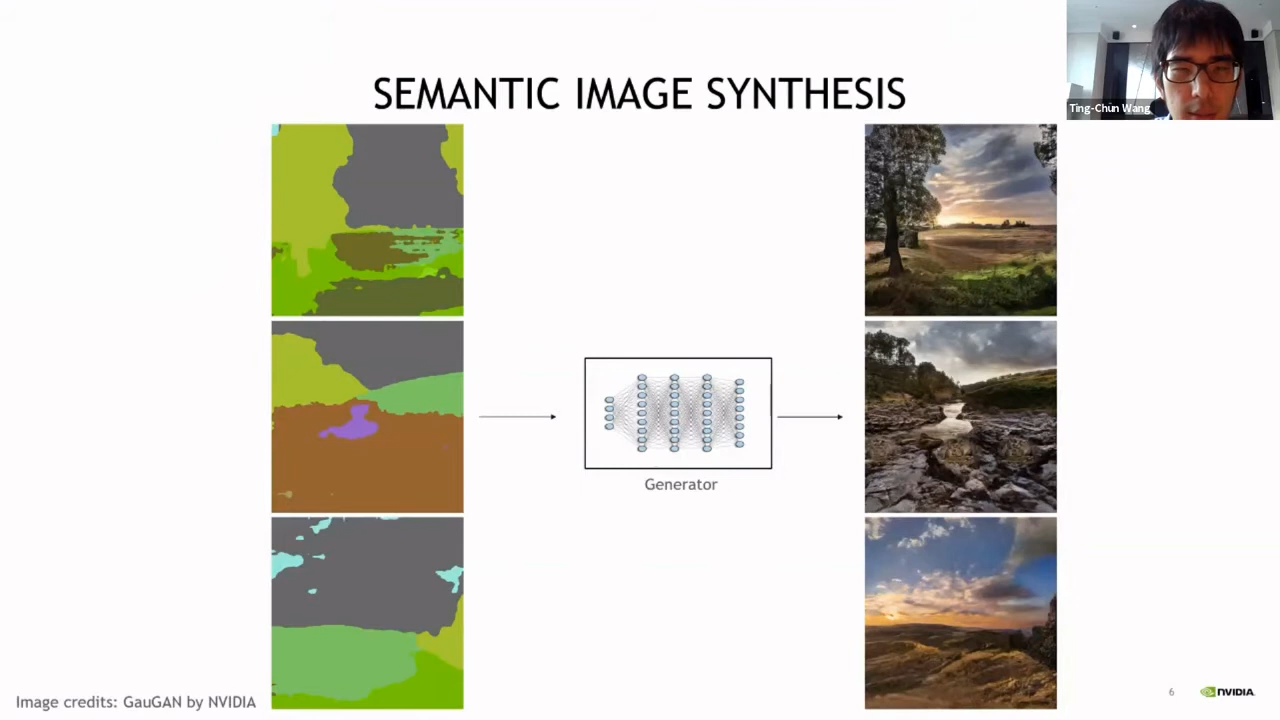 SEMANTIC IMAGE SYNTHESIS
Ting-Chun Wang
Generator
Image credits: GauGAN by NVIDIA
6
NVIDIA.